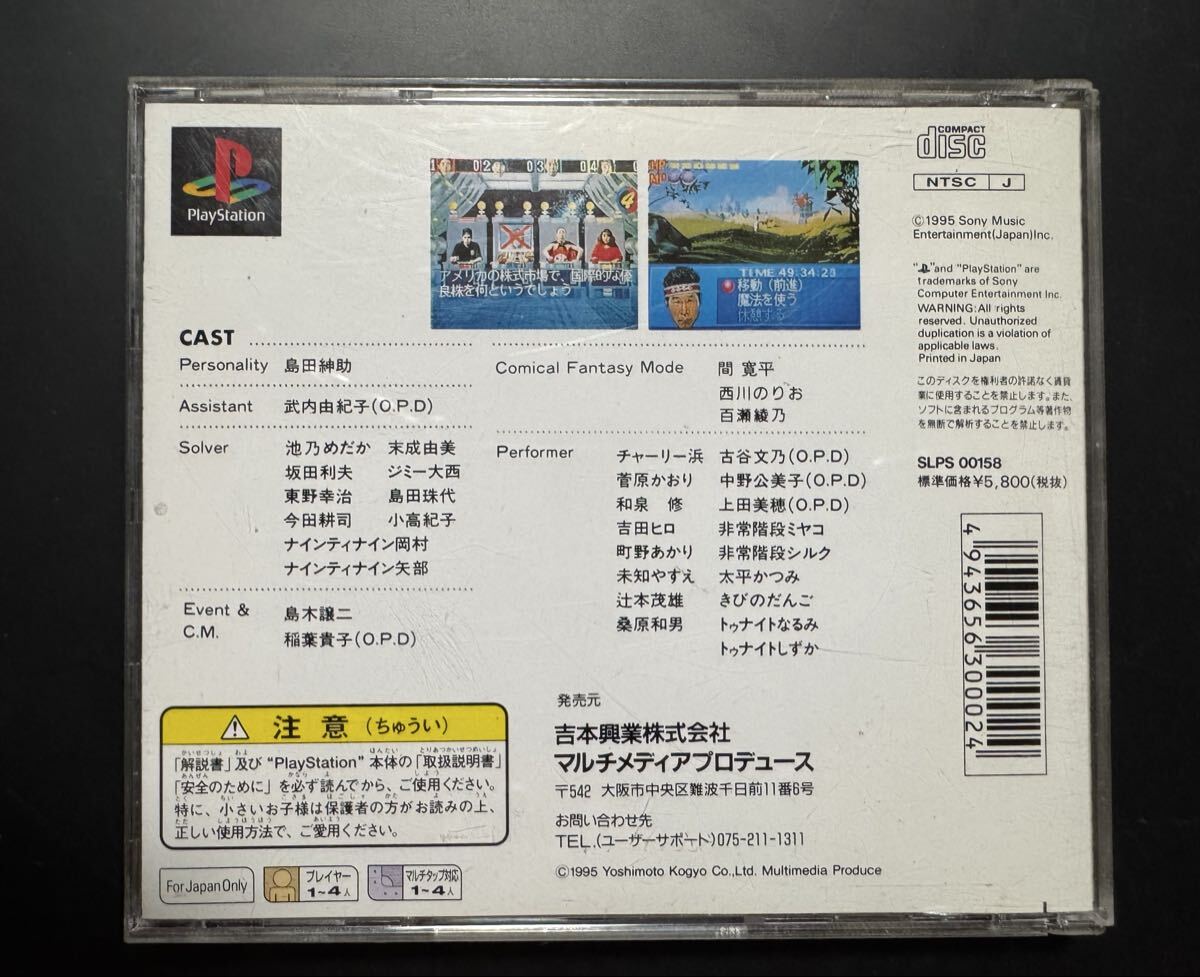 PlayStation
1 02 03 04
4
アメリカの株式市場で、国際的な優
良株を何というでしょう
TIME 49.34:28
移動（前進）
魔法を使う
休憩する
COMPACT
disc
NTSC J
©1995 Sony Music
Entertainment(Japan)Inc.
"and "PlayStation" are
trademarks of Sony
Computer Entertainment Inc.
WARNING:All rights
reserved. Unauthorized
duplication is a violation of
applicable laws.
Printed in Japan
このディスクを権利者の許諾なく賃貸
業に使用することを禁止します。また、
ソフトに含まれるプログラム等著作物
を無断で解析することを禁止します。
SLPS 00158
標準価格¥5,800(税抜)
4943656300024
CAST
Personality 島田紳助
Assistant 武内由紀子(O.P.D)
Solver 池乃めだか 末成由美
坂田利夫 ジミー大西
東野幸治 島田珠代
今田耕司 小高紀子
ナインティナイン岡村
ナインティナイン矢部
Event & 島木譲二
C.M. 稲葉貴子(O.P.D)
Comical Fantasy Mode 間 寛平
西川のりお
百瀬綾乃
Performer チャーリー浜 古谷文乃(O.P.D)
菅原かおり 中野公美子(O.P.D)
和泉 修 上田美穂(O.P.D)
吉田ヒロ 非常階段ミヤコ
町野あかり 非常階段シルク
未知やすえ 太平かつみ
辻本茂雄 きびのだんご
桑原和男 トゥナイトなるみ
トゥナイトしずか
注意(ちゅうい)
「解説書」及び"PlayStation"本体の「取扱説明書」
「安全のために」を必ず読んでから、ご使用ください。
特に、小さいお子様は保護者の方がお読みの上、
正しい使用方法で、ご愛用ください。
For Japan Only
プレイヤー
1~4人
マルチタップ対応
1~4人
発売元
吉本興業株式会社
マルチメディアプロデュース
〒542 大阪市中央区難波千日前11番6号
お問い合わせ先
TEL.(ユーザーサポート)075-211-1311
©1995 Yoshimoto Kogyo Co.,Ltd. Multimedia Produce